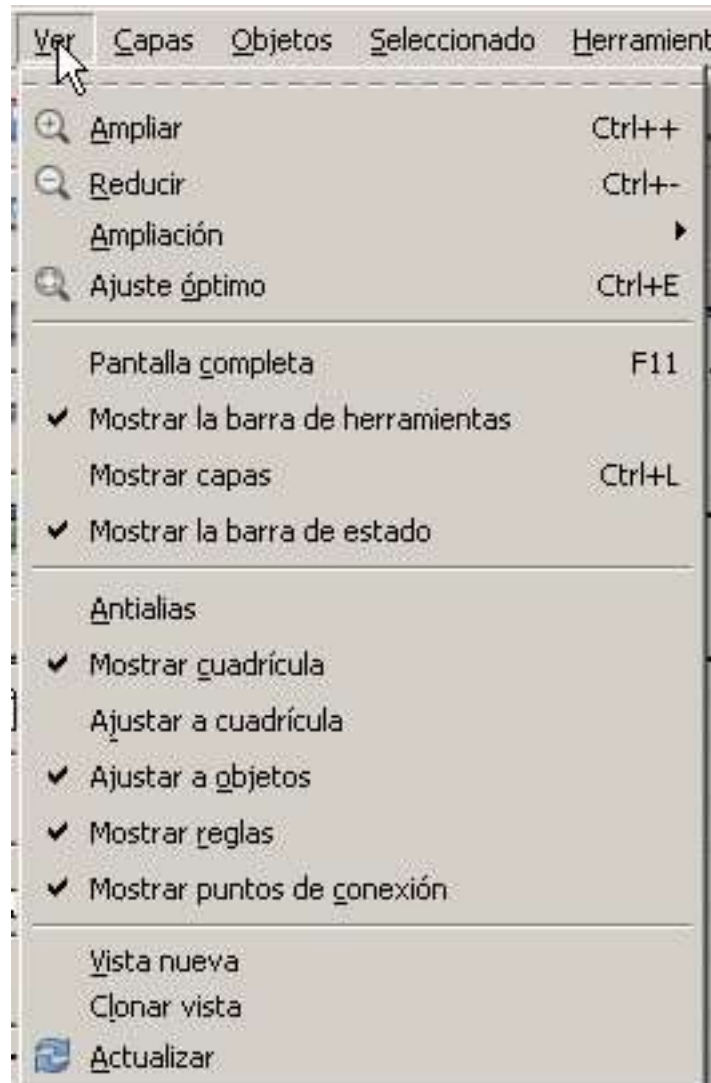 Ver Capas Objetos Seleccionado Herramient
Ampliar Ctrl++
Reducir Ctrl+-
Ampliación
Ajuste óptimo Ctrl+E
Pantalla completa F11
Mostrar la barra de herramientas
Mostrar capas Ctrl+L
Mostrar la barra de estado
Antialias
Mostrar cuadrícula
Ajustar a cuadrícula
Ajustar a objetos
Mostrar reglas
Mostrar puntos de conexión
Vista nueva
Clonar vista
Actualizar